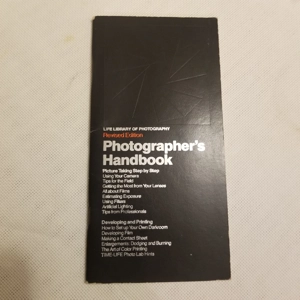 LIFE LIBRARY OF PHOTOGRAPHY
Revised Edition
Photographer's
Handbook
Picture Taking Step by Step
Using Your Camera
Tips for the Field
Getting the Most from Your Lenses
All about Films
Estimating Exposure
Using Filters
Artificial Lighting
Tips from Professionals
Developing and Printing
How to Set up Your Own Darkroom
Developing Film
Making a Contact Sheet
Enlargements: Dodging and Burning
The Art of Color Printing
TIME-LIFE Photo Lab Hints